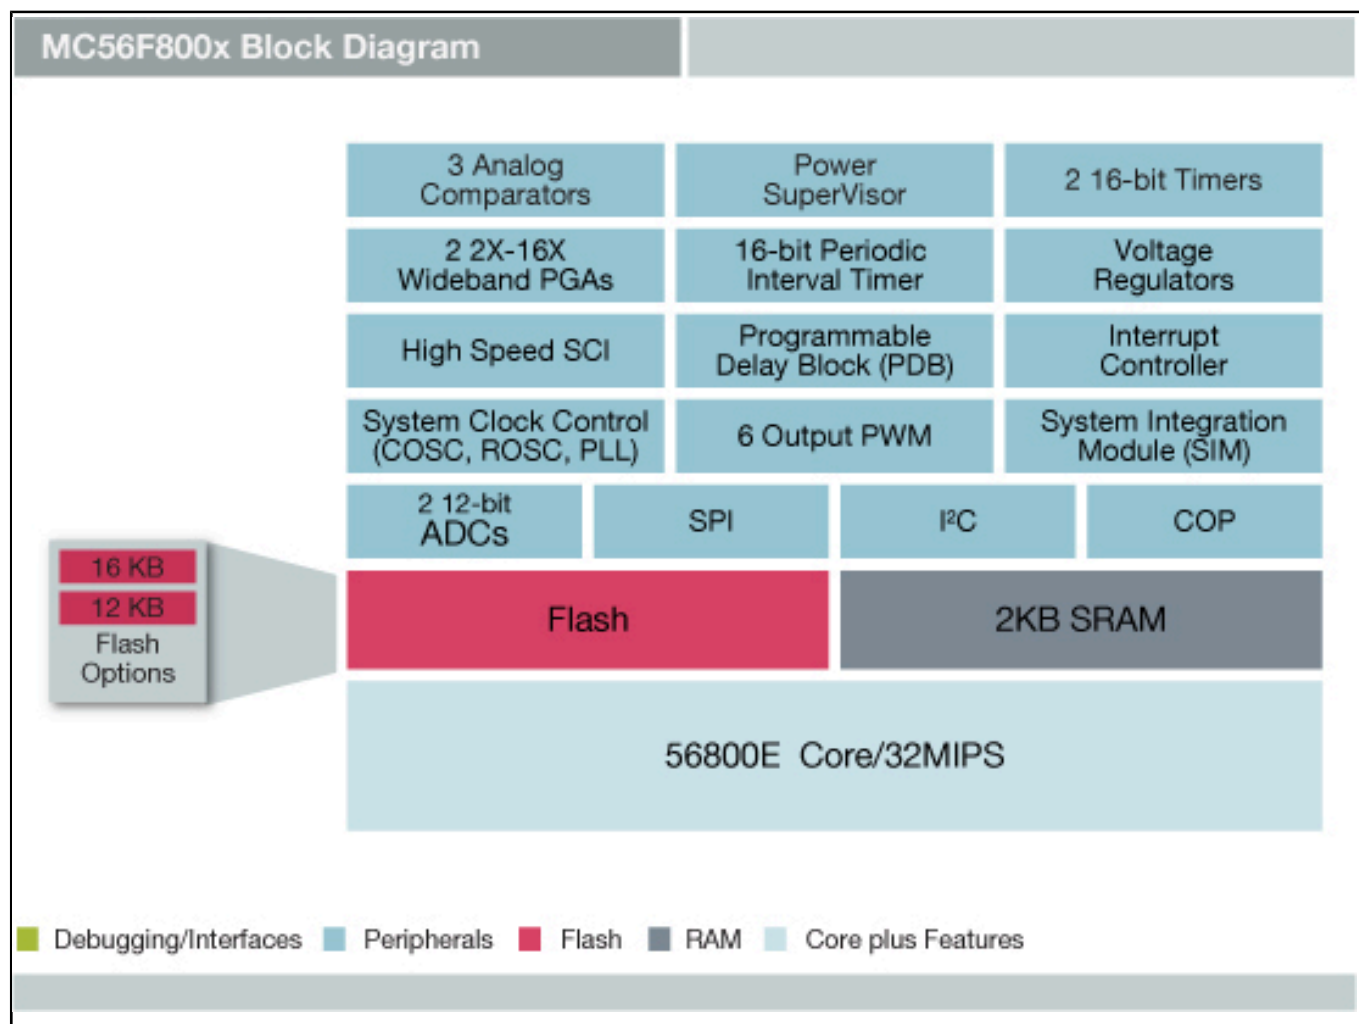 MC56F800x Block Diagram
3 Analog
Comparators
Power
SuperVisor
2 16-bit Timers
2 2X-16X
Wideband PGAs
16-bit Periodic
Interval Timer
Voltage
Regulators
High Speed SCI
Programmable
Delay Block (PDB)
Interrupt
Controller
System Clock Control
(COSC, ROSC, PLL)
6 Output PWM
System Integration
Module (SIM)
2 12-bit
ADCs
SPI
I²C
COP
16 KB
12 KB
Flash
Options
Flash
2KB SRAM
56800E Core/32MIPS
Debugging/Interfaces
Peripherals
Flash
RAM
Core plus Features